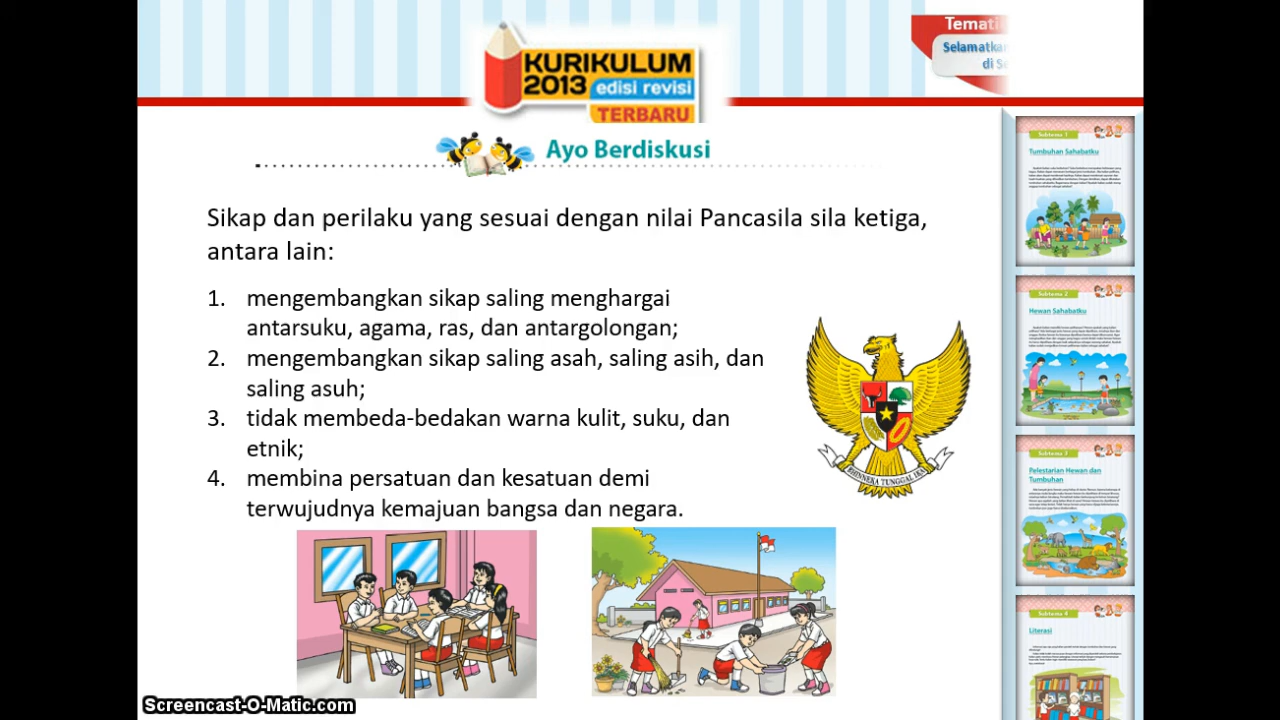 Temati
Selamatka
di Se
KURIKULUM
2013 edisi revisi
TERBARU
Ayo Berdiskusi
Sikap dan perilaku yang sesuai dengan nilai Pancasila sila ketiga,
antara lain:
1. mengembangkan sikap saling menghargai
antarsuku, agama, ras, dan antargolongan;
2. mengembangkan sikap saling asah, saling asih, dan
saling asuh;
3. tidak membeda-bedakan warna kulit, suku, dan
etnik;
4. membina persatuan dan kesatuan demi
terwujudnya kemajuan bangsa dan negara.
BHINNEKA TUNGGAL IKA
Subtema 1
Tumbuhan Sahabatku
Subtema 2
Hewan Sahabatku
Subtema 3
Pelestarian Hewan dan
Tumbuhan
Subtema 4
Literasi
Screencast-O-Matic.com